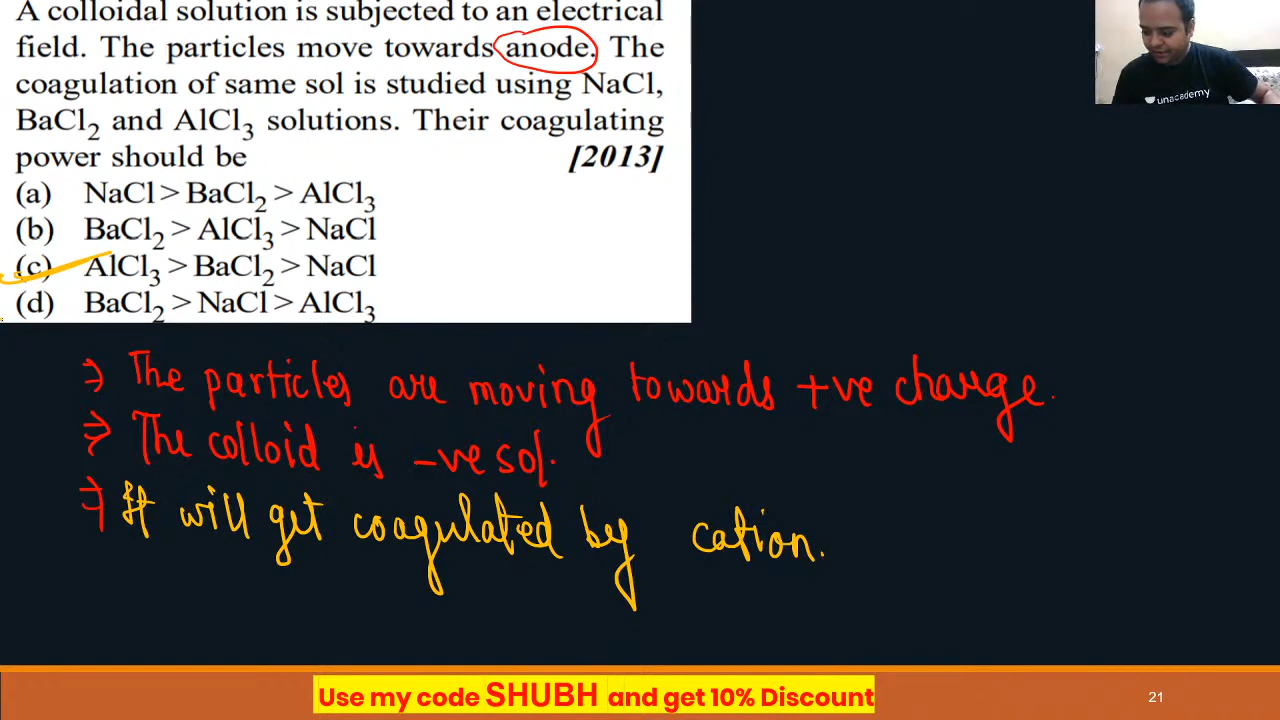 A colloidal solution is subjected to an electrical
field. The particles move towards anode. The
coagulation of same sol is studied using NaCl,
BaCl₂ and AlCl₃ solutions. Their coagulating
power should be [2013]
(a) NaCl > BaCl₂ > AlCl₃
(b) BaCl₂ > AlCl₃ > NaCl
(c) AlCl₃ > BaCl₂ > NaCl
(d) BaCl₂ > NaCl > AlCl₃
unacademy
⇒ The particles are moving towards +ve charge.
⇒ The colloid is -ve sol.
⇒ It will get coagulated by cation.
Use my code SHUBH and get 10% Discount
21